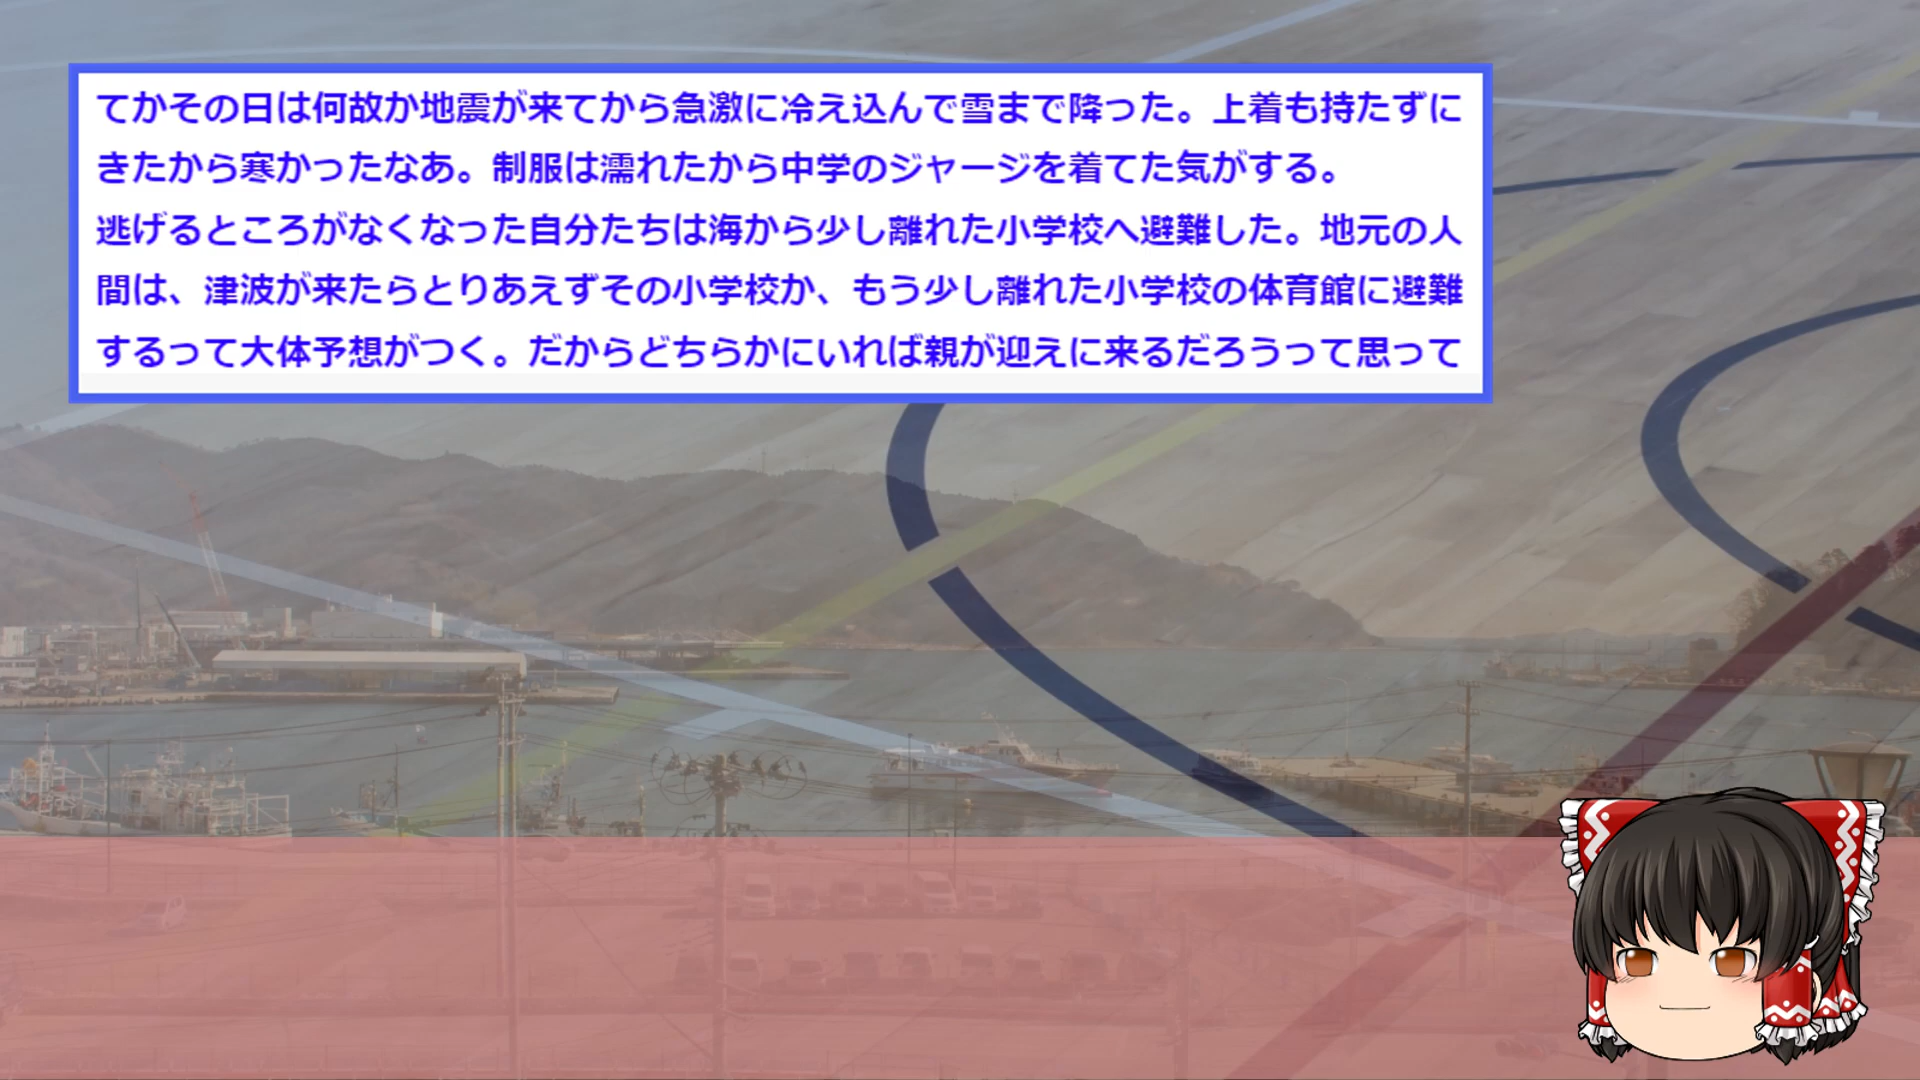 てかその日は何故か地震が来てから急激に冷え込んで雪まで降った。上着も持たずに
きたから寒かったなあ。制服は濡れたから中学のジャージを着てた気がする。
逃げるところがなくなった自分たちは海から少し離れた小学校へ避難した。地元の人
間は、津波が来たらとりあえずその小学校か、もう少し離れた小学校の体育館に避難
するって大体予想がつく。だからどちらかにいれば親が迎えに来るだろうって思って